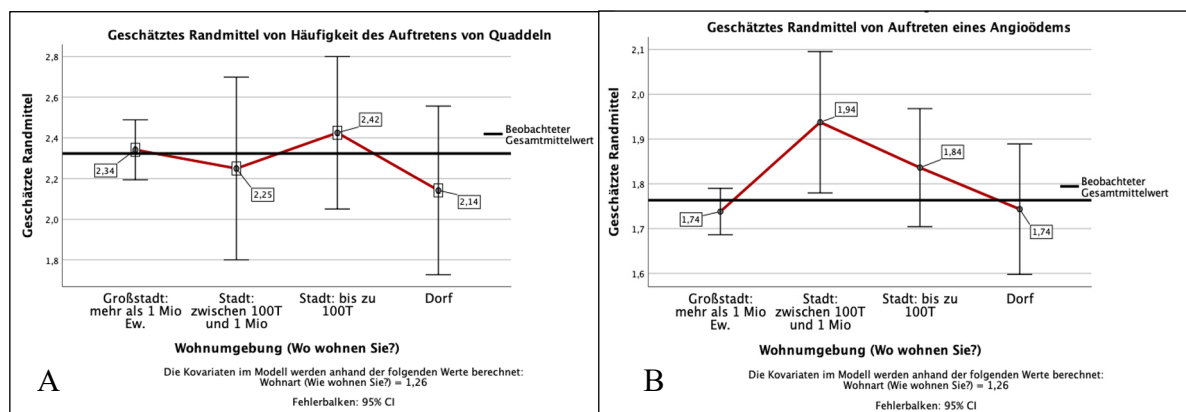 Geschätztes Randmittel von Häufigkeit des Auftretens von Quaddeln
Geschätzte Randmittel
2,8
2,6
2,4
2,2
2,0
1,8
2,34
2,25
2,42
2,14
Beobachteter
Gesamtmittelwert
Großstadt:
mehr als 1 Mio
Ew.
Stadt:
zwischen 100T
und 1 Mio
Stadt: bis zu
100T
Dorf
Wohnumgebung (Wo wohnen Sie?)
Die Kovariaten im Modell werden anhand der folgenden Werte berechnet:
Wohnart (Wie wohnen Sie?) = 1,26
Fehlerbalken: 95% CI
A
Geschätztes Randmittel von Auftreten eines Angioödems
Geschätzte Randmittel
2,1
2,0
1,9
1,8
1,7
1,6
1,74
1,94
1,84
1,74
Beobachteter
Gesamtmittelwert
Großstadt:
mehr als 1 Mio
Ew.
Stadt:
zwischen 100T
und 1 Mio
Stadt: bis zu
100T
Dorf
Wohnumgebung (Wo wohnen Sie?)
Die Kovariaten im Modell werden anhand der folgenden Werte berechnet:
Wohnart (Wie wohnen Sie?) = 1,26
Fehlerbalken: 95% CI
B